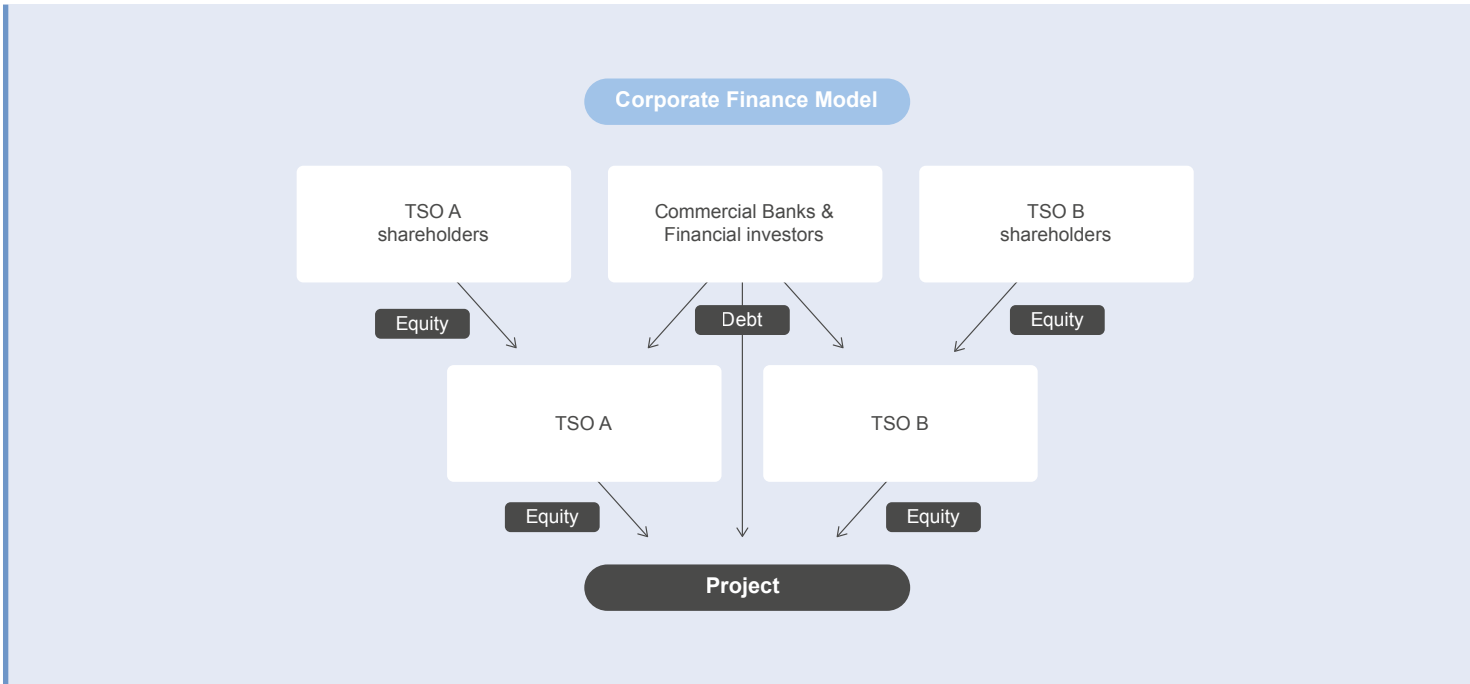 Corporate Finance Model
TSO A
shareholders
Commercial Banks &
Financial investors
TSO B
shareholders
Equity
Debt
Equity
TSO A
TSO B
Equity
Equity
Project